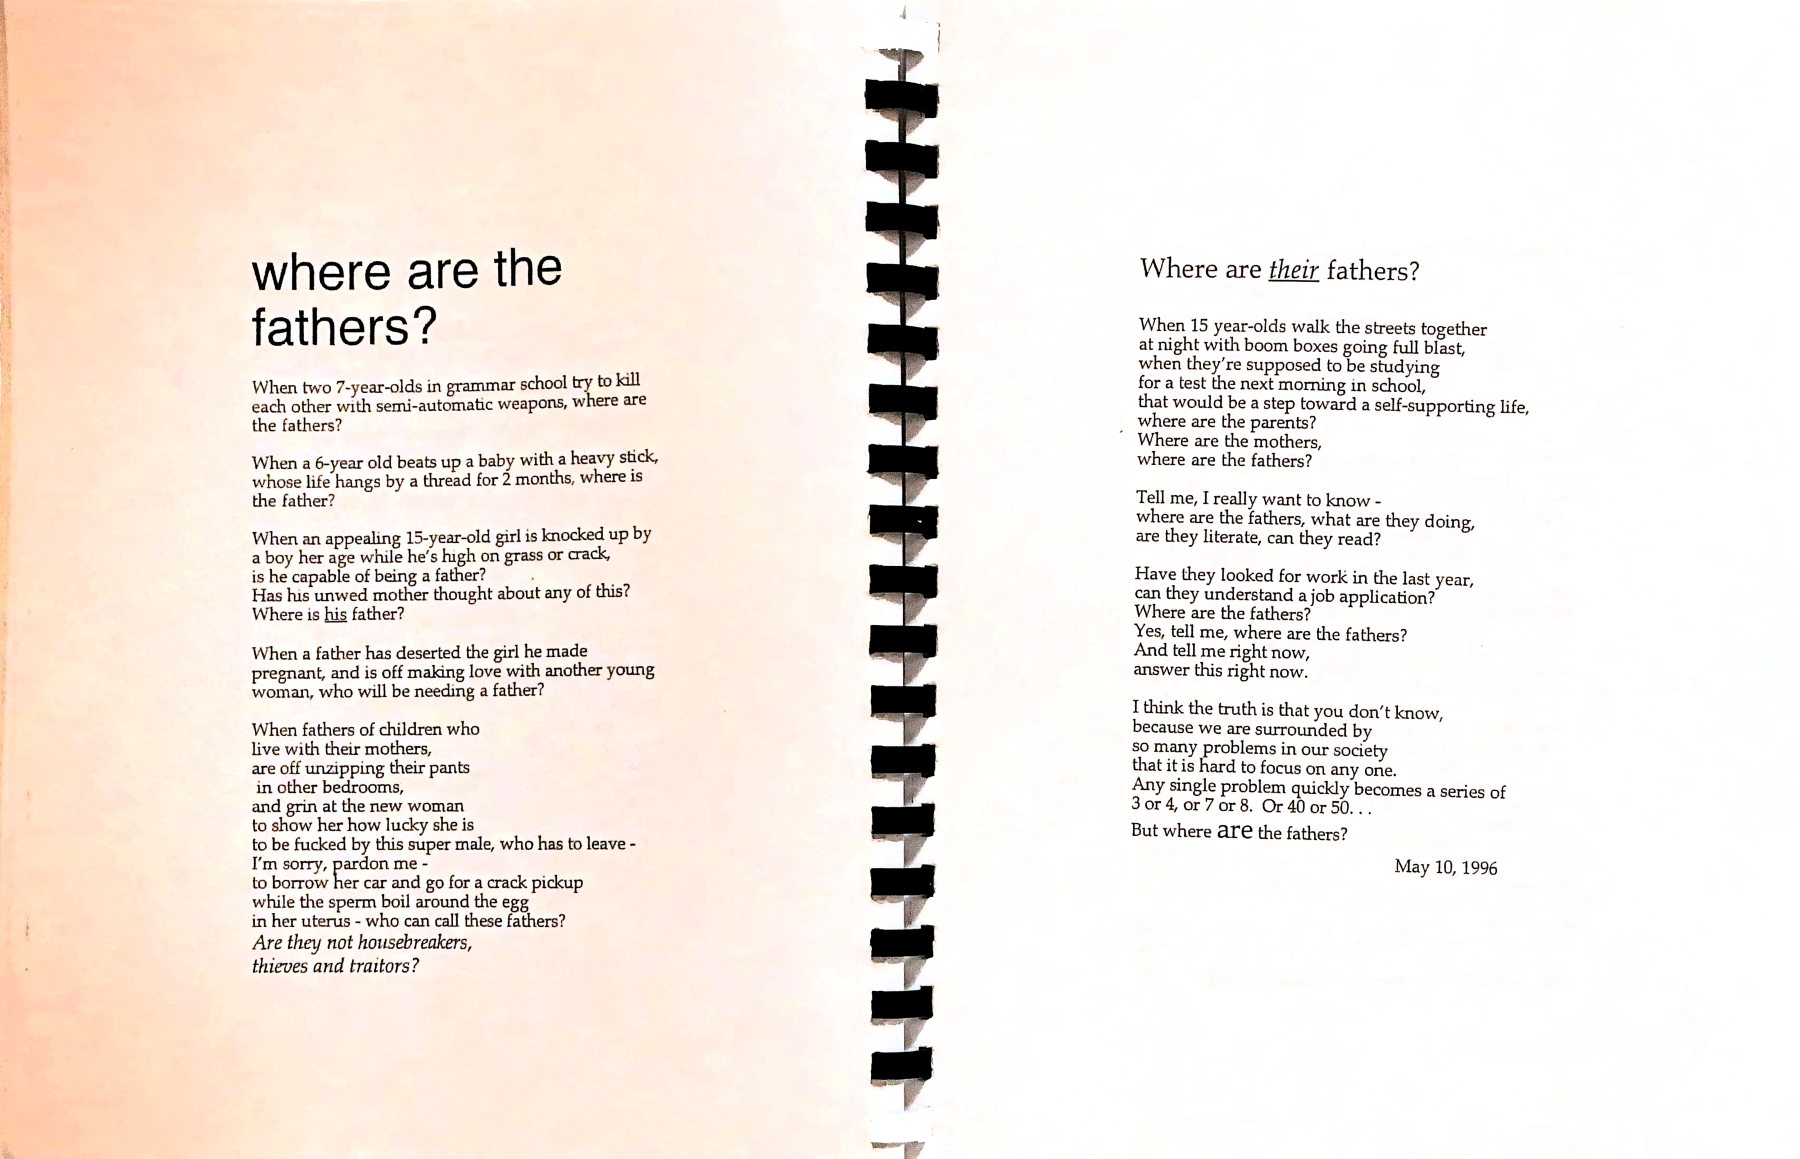 where are the
fathers?
When two 7-year-olds in grammar school try to kill
each other with semi-automatic weapons, where are
the fathers?
When a 6-year old beats up a baby with a heavy stick,
whose life hangs by a thread for 2 months, where is
the father?
When an appealing 15-year-old girl is knocked up by
a boy her age while he's high on grass or crack,
is he capable of being a father?
Has his unwed mother thought about any of this?
Where is his father?
When a father has deserted the girl he made
pregnant, and is off making love with another young
woman, who will be needing a father?
When fathers of children who
live with their mothers,
are off unzipping their pants
in other bedrooms,
and grin at the new woman
to show her how lucky she is
to be fucked by this super male, who has to leave -
I'm sorry, pardon me -
to borrow her car and go for a crack pickup
while the sperm boil around the egg
in her uterus - who can call these fathers?
Are they not housebreakers,
thieves and traitors?
Where are their fathers?
When 15 year-olds walk the streets together
at night with boom boxes going full blast,
when they're supposed to be studying
for a test the next morning in school,
that would be a step toward a self-supporting life,
where are the parents?
Where are the mothers,
where are the fathers?
Tell me, I really want to know -
where are the fathers, what are they doing,
are they literate, can they read?
Have they looked for work in the last year,
can they understand a job application?
Where are the fathers?
Yes, tell me, where are the fathers?
And tell me right now,
answer this right now.
I think the truth is that you don't know,
because we are surrounded by
so many problems in our society
that it is hard to focus on any one.
Any single problem quickly becomes a series of
3 or 4, or 7 or 8.  Or 40 or 50. . .
But where are the fathers?
May 10, 1996